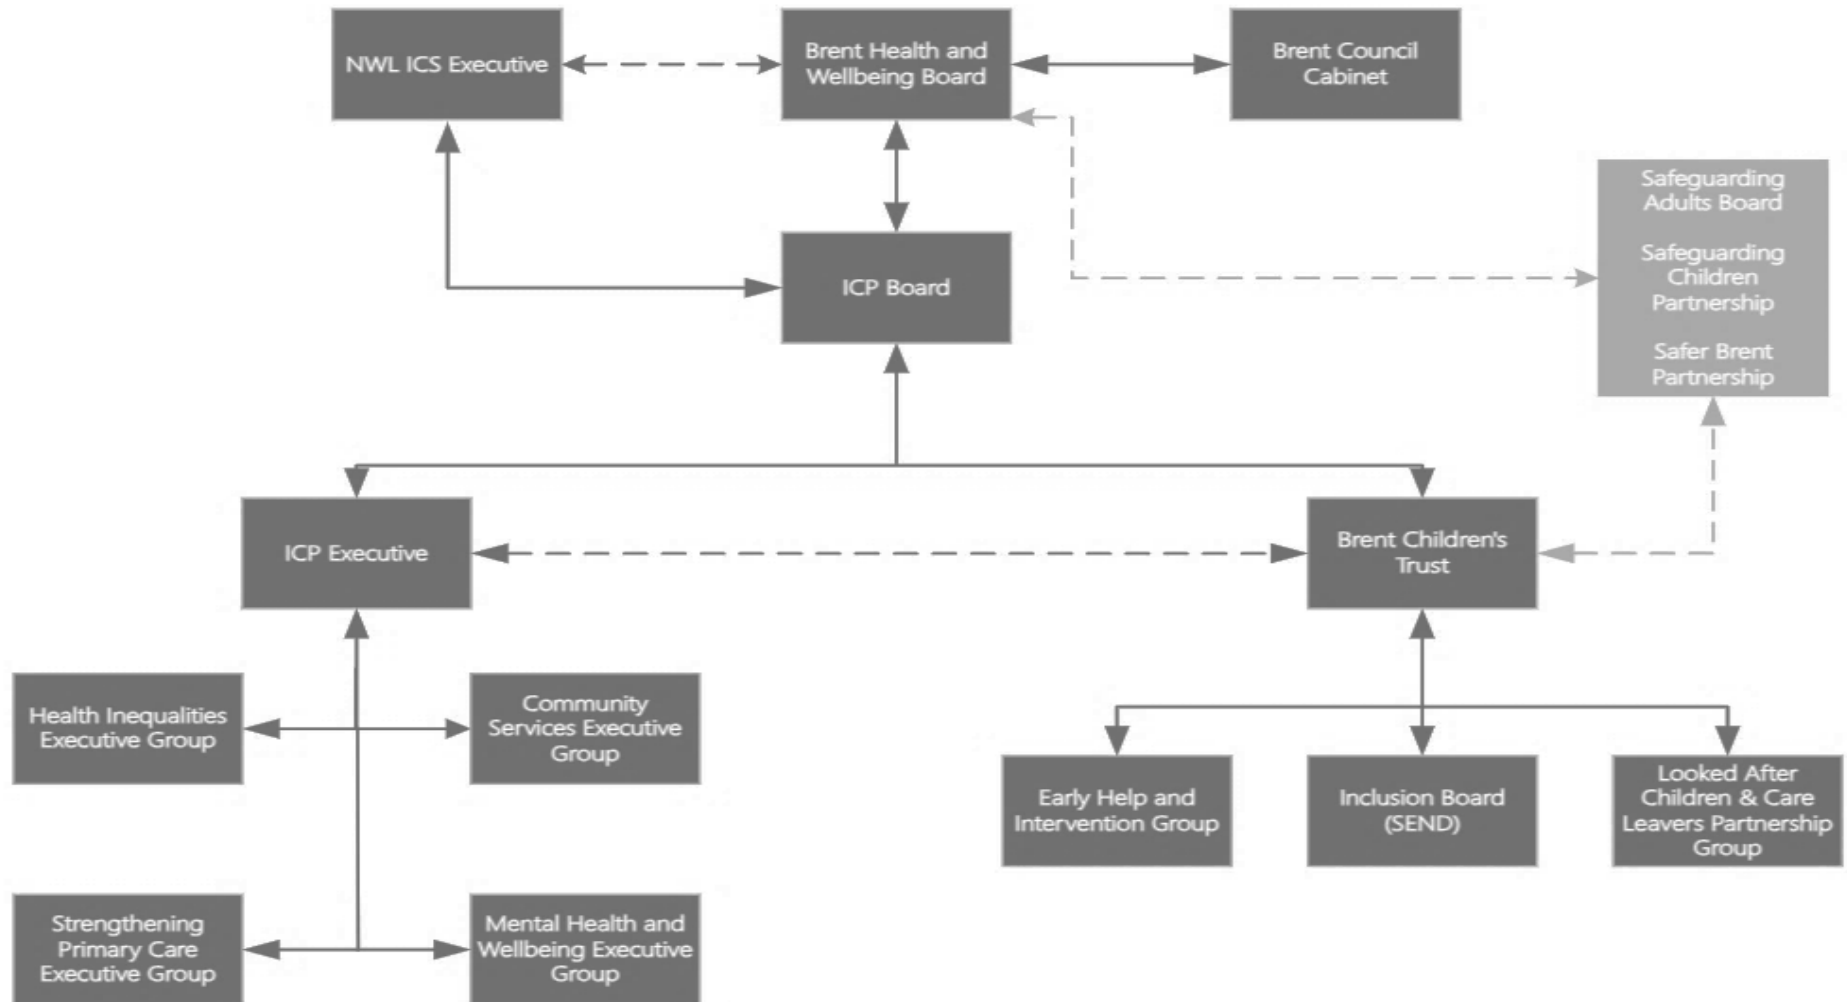 NWL ICS Executive
Brent Health and
Wellbeing Board
Brent Council
Cabinet
Safeguarding
Adults Board
Safeguarding
Children
Partnership
Safer Brent
Partnership
ICP Board
ICP Executive
Brent Children's
Trust
Health Inequalities
Executive Group
Community
Services Executive
Group
Strengthening
Primary Care
Executive Group
Mental Health and
Wellbeing Executive
Group
Early Help and
Intervention Group
Inclusion Board
(SEND)
Looked After
Children & Care
Leavers Partnership
Group